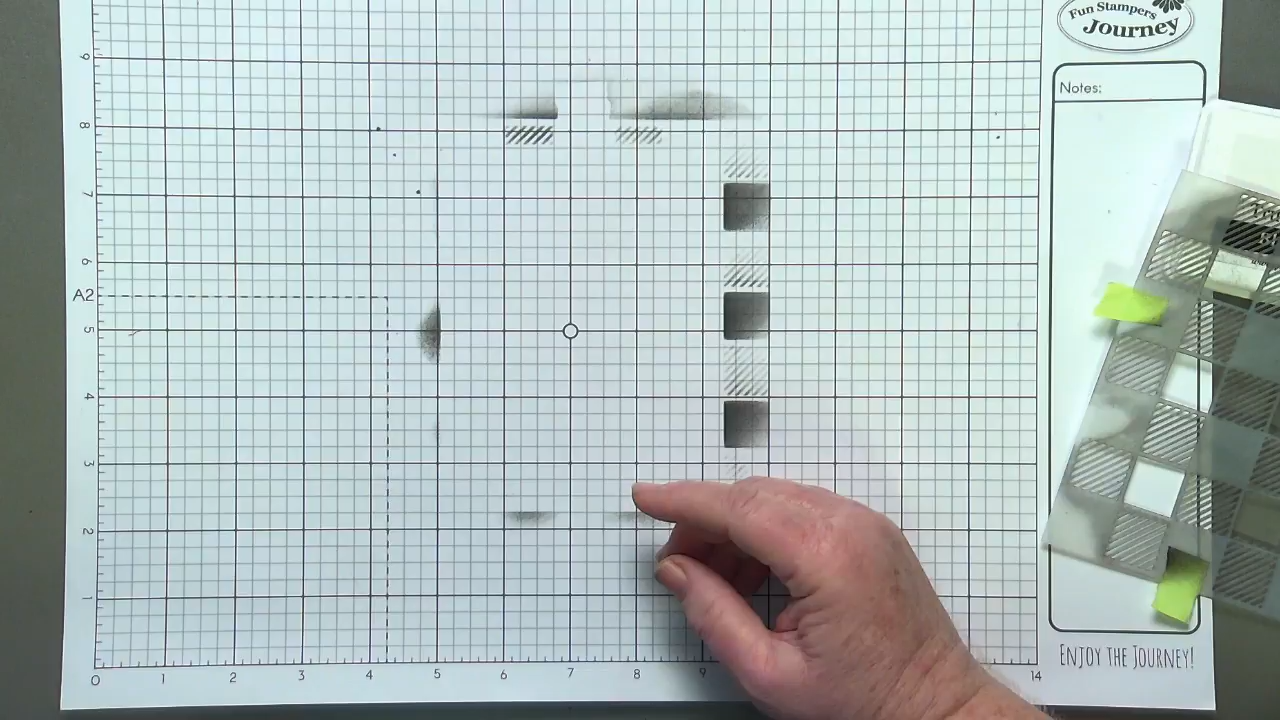 Fun Stampers
Journey
Notes:
9
8
7
6
A2
5
4
3
2
1
0 1 2 3 4 5 6 7 8 9 14
ENJOY THE JOURNEY!